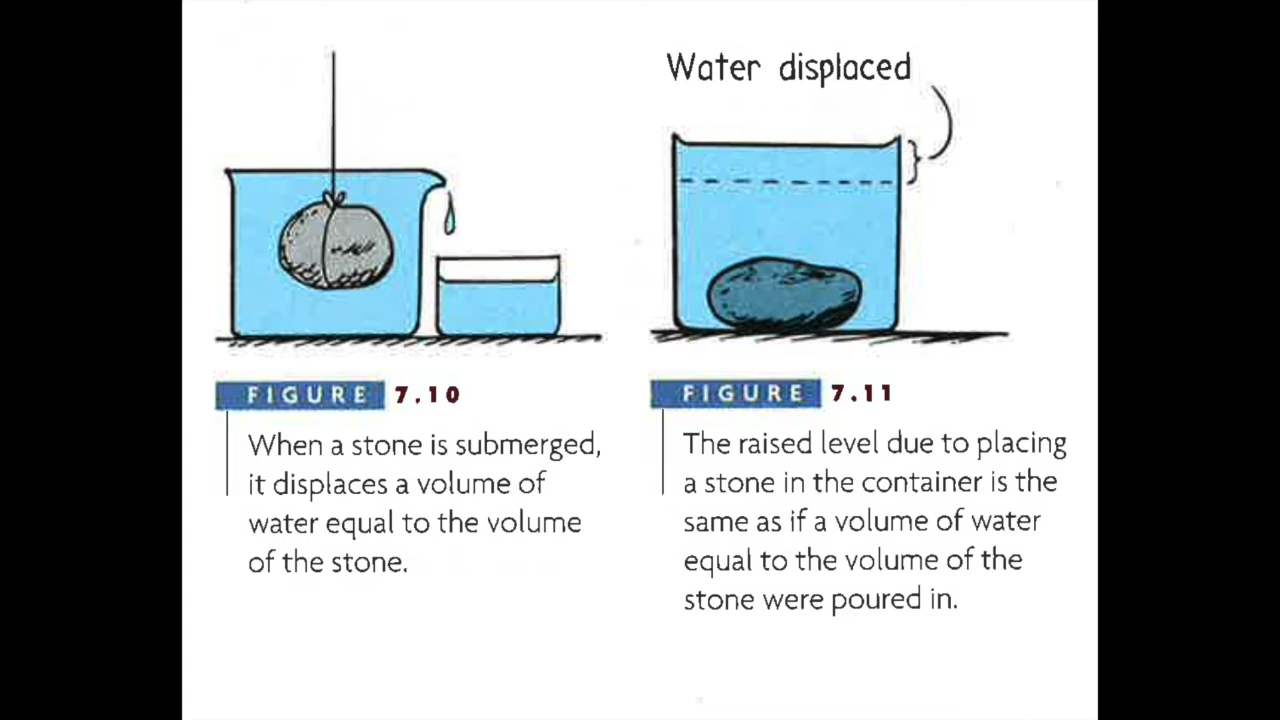 Water displaced
FIGURE 7.10
When a stone is submerged,
it displaces a volume of
water equal to the volume
of the stone.
FIGURE 7.11
The raised level due to placing
a stone in the container is the
same as if a volume of water
equal to the volume of the
stone were poured in.